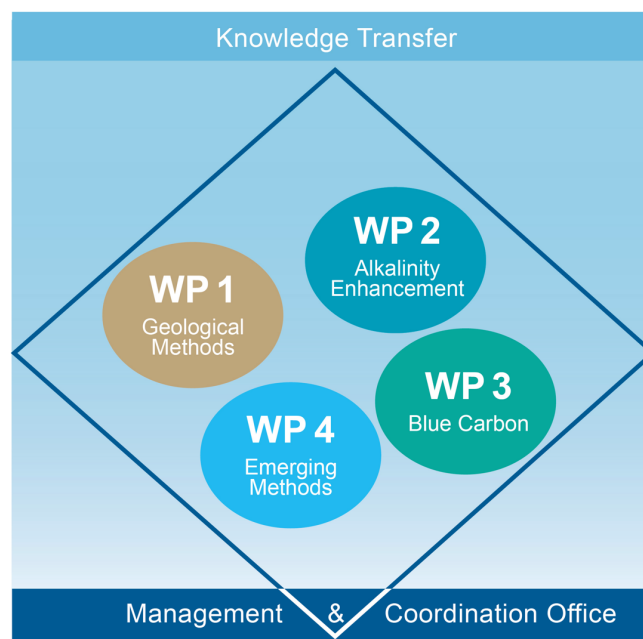 Knowledge Transfer
WP 2
Alkalinity
Enhancement
WP 1
Geological
Methods
WP 3
Blue Carbon
WP 4
Emerging
Methods
Management & Coordination Office